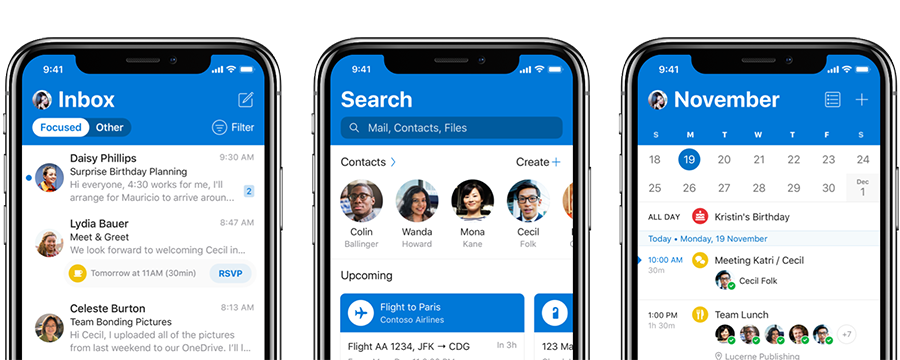 9:41
Inbox
Focused
Other
Filter
Daisy Phillips 9:30 AM
Surprise Birthday Planning
Hi everyone, 4:30 works for me, I'll
arrange for Mauricio to arrive aroun... 2
Lydia Bauer 8:47 AM
Meet & Greet
We look forward to welcoming Cecil in...
Tomorrow at 11AM (30min) RSVP
Celeste Burton 8:13 AM
Team Bonding Pictures
Hi Cecil, I uploaded all of the pictures
from last weekend to our OneDrive. I'll l...
9:41
Search
Mail, Contacts, Files
Contacts Create
Colin Wanda Mona Cecil
Ballinger Howard Kane Folk
Upcoming
Flight to Paris
Contoso Airlines
Flight AA 1234, JFK → CDG In 3h
123 Ma
9:41
November
S M T W T F S
18 19 20 21 22 23 24
25 26 27 28 29 30 Dec 1
ALL DAY Kristin's Birthday
Today • Monday, 19 November
10:00 AM Meeting Katri / Cecil
30m
Cecil Folk
1:00 PM Team Lunch
1h 30m
+7
Lucerne Publishing